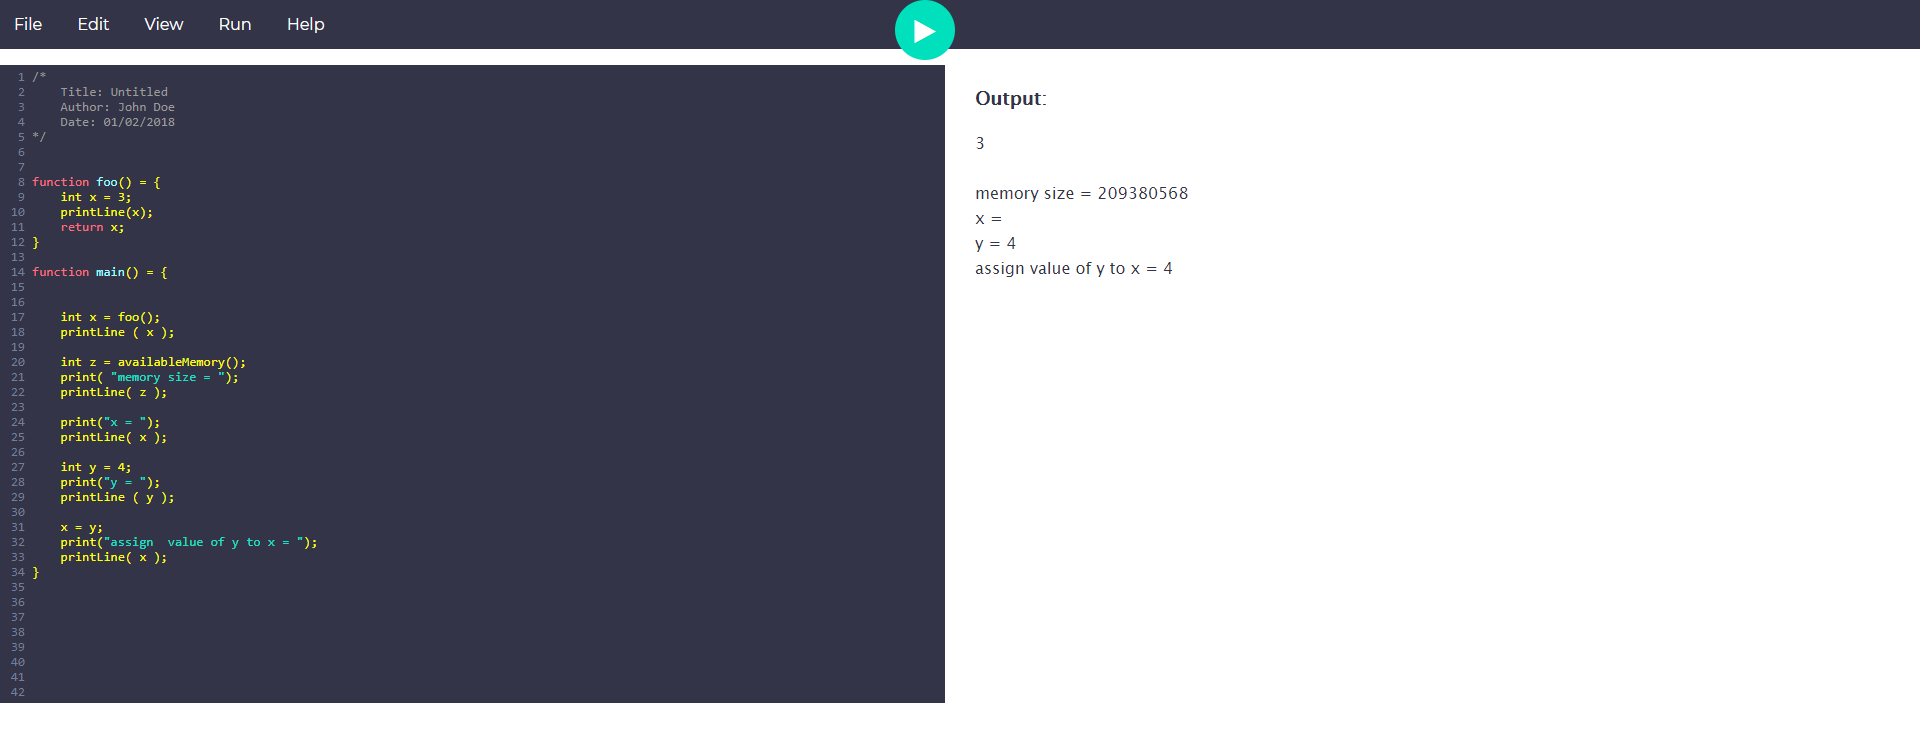 File Edit View Run Help
1 /*
2     Title: Untitled
3     Author: John Doe
4     Date: 01/02/2018
5 */
6
7
8 function foo() = {
9     int x = 3;
10     printLine(x);
11     return x;
12 }
13
14 function main() = {
15
16
17     int x = foo();
18     printLine ( x );
19
20     int z = availableMemory();
21     print( "memory size = ");
22     printLine( z );
23
24     print("x = ");
25     printLine( x );
26
27     int y = 4;
28     print("y = ");
29     printLine ( y );
30
31     x = y;
32     print("assign  value of y to x = ");
33     printLine( x );
34 }
35
36
37
38
39
40
41
42
Output:
3
memory size = 209380568
x =
y = 4
assign value of y to x = 4